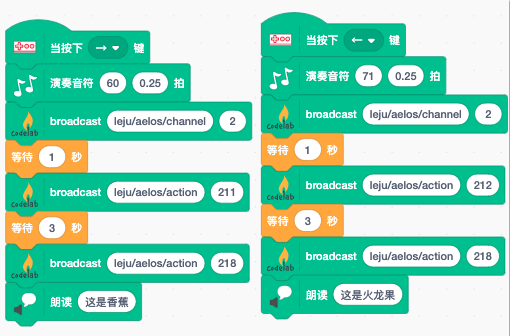 当按下 → 键
演奏音符 60 0.25 拍
codelab broadcast leju/aelos/channel 2
等待 1 秒
codelab broadcast leju/aelos/action 211
等待 3 秒
codelab broadcast leju/aelos/action 218
朗读 这是香蕉
当按下 ← 键
演奏音符 71 0.25 拍
codelab broadcast leju/aelos/channel 2
等待 1 秒
codelab broadcast leju/aelos/action 212
等待 3 秒
codelab broadcast leju/aelos/action 218
朗读 这是火龙果